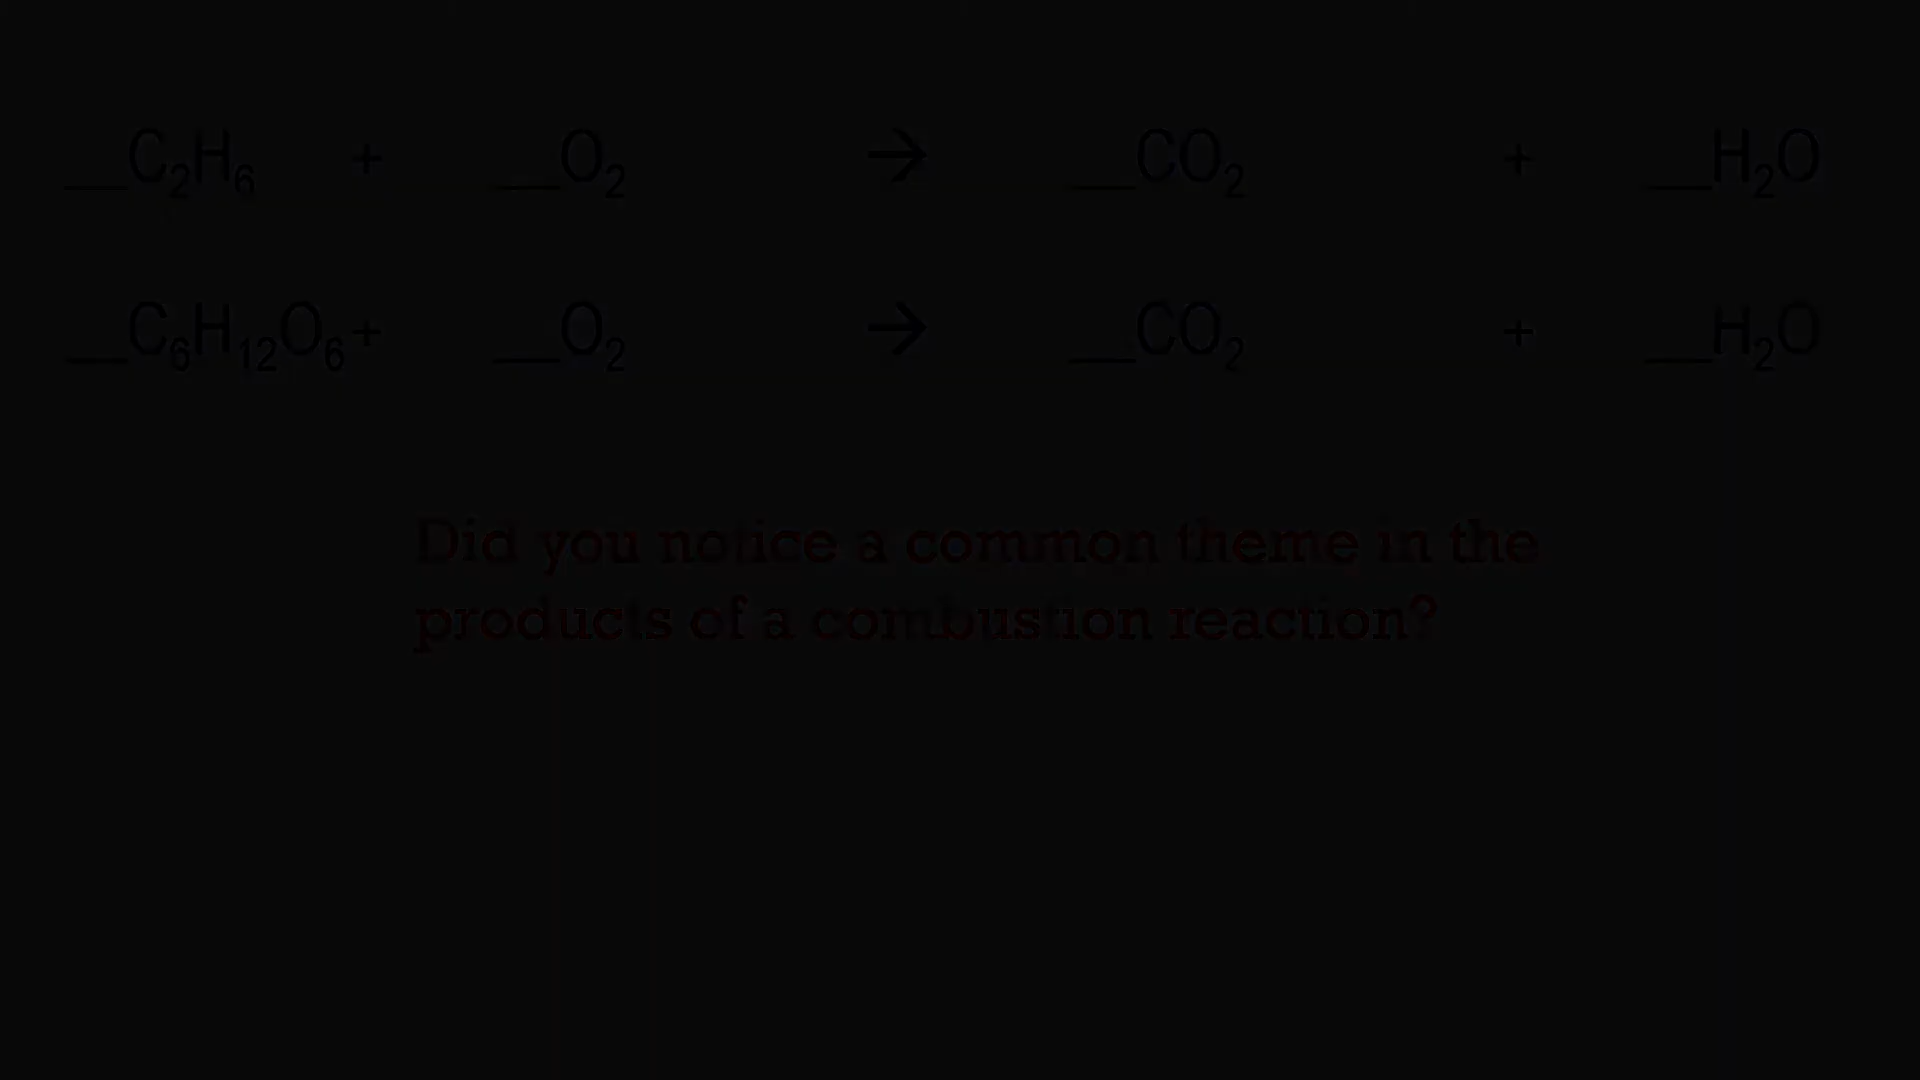 __C₂H₆ + __O₂ → __CO₂ + __H₂O
__C₆H₁₂O₆+ __O₂ → __CO₂ + __H₂O
Did you notice a common theme in the
products of a combustion reaction?